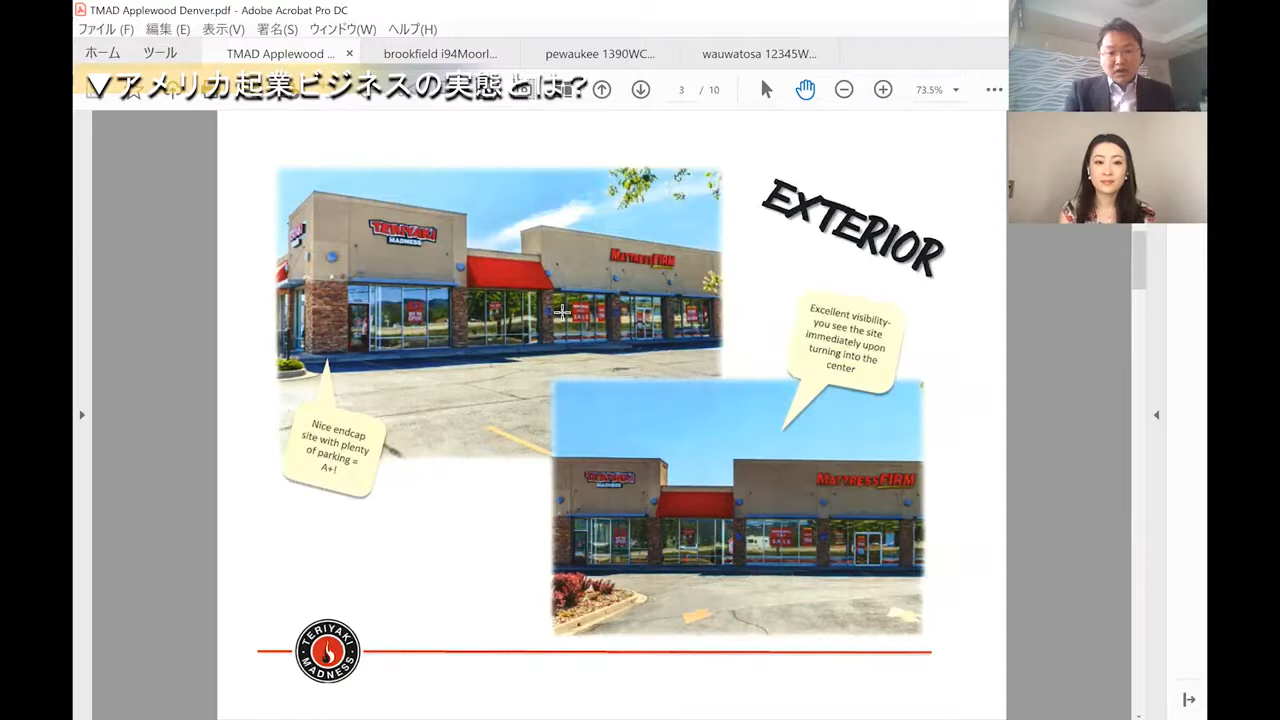 TMAD Applewood Denver.pdf - Adobe Acrobat Pro DC
ファイル (F) 編集 (E) 表示(V) 署名(S) ウィンドウ(W) ヘルプ(H)
ホーム ツール TMAD Applewood ... × brookfield i94Moorl... pewaukee 1390WC... wauwatosa 12345W...
▼アメリカ起業ビジネスの実態とは?
3 / 10 73.5%
EXTERIOR
TERIYAKI
MADNESS
MATTRESSFIRM
Excellent visibility-
you see the site
immediately upon
turning into the
center
Nice endcap
site with plenty
of parking =
A+!
TERIYAKI
MADNESS
MATTRESSFIRM
SALE
TERIYAKI
MADNESS